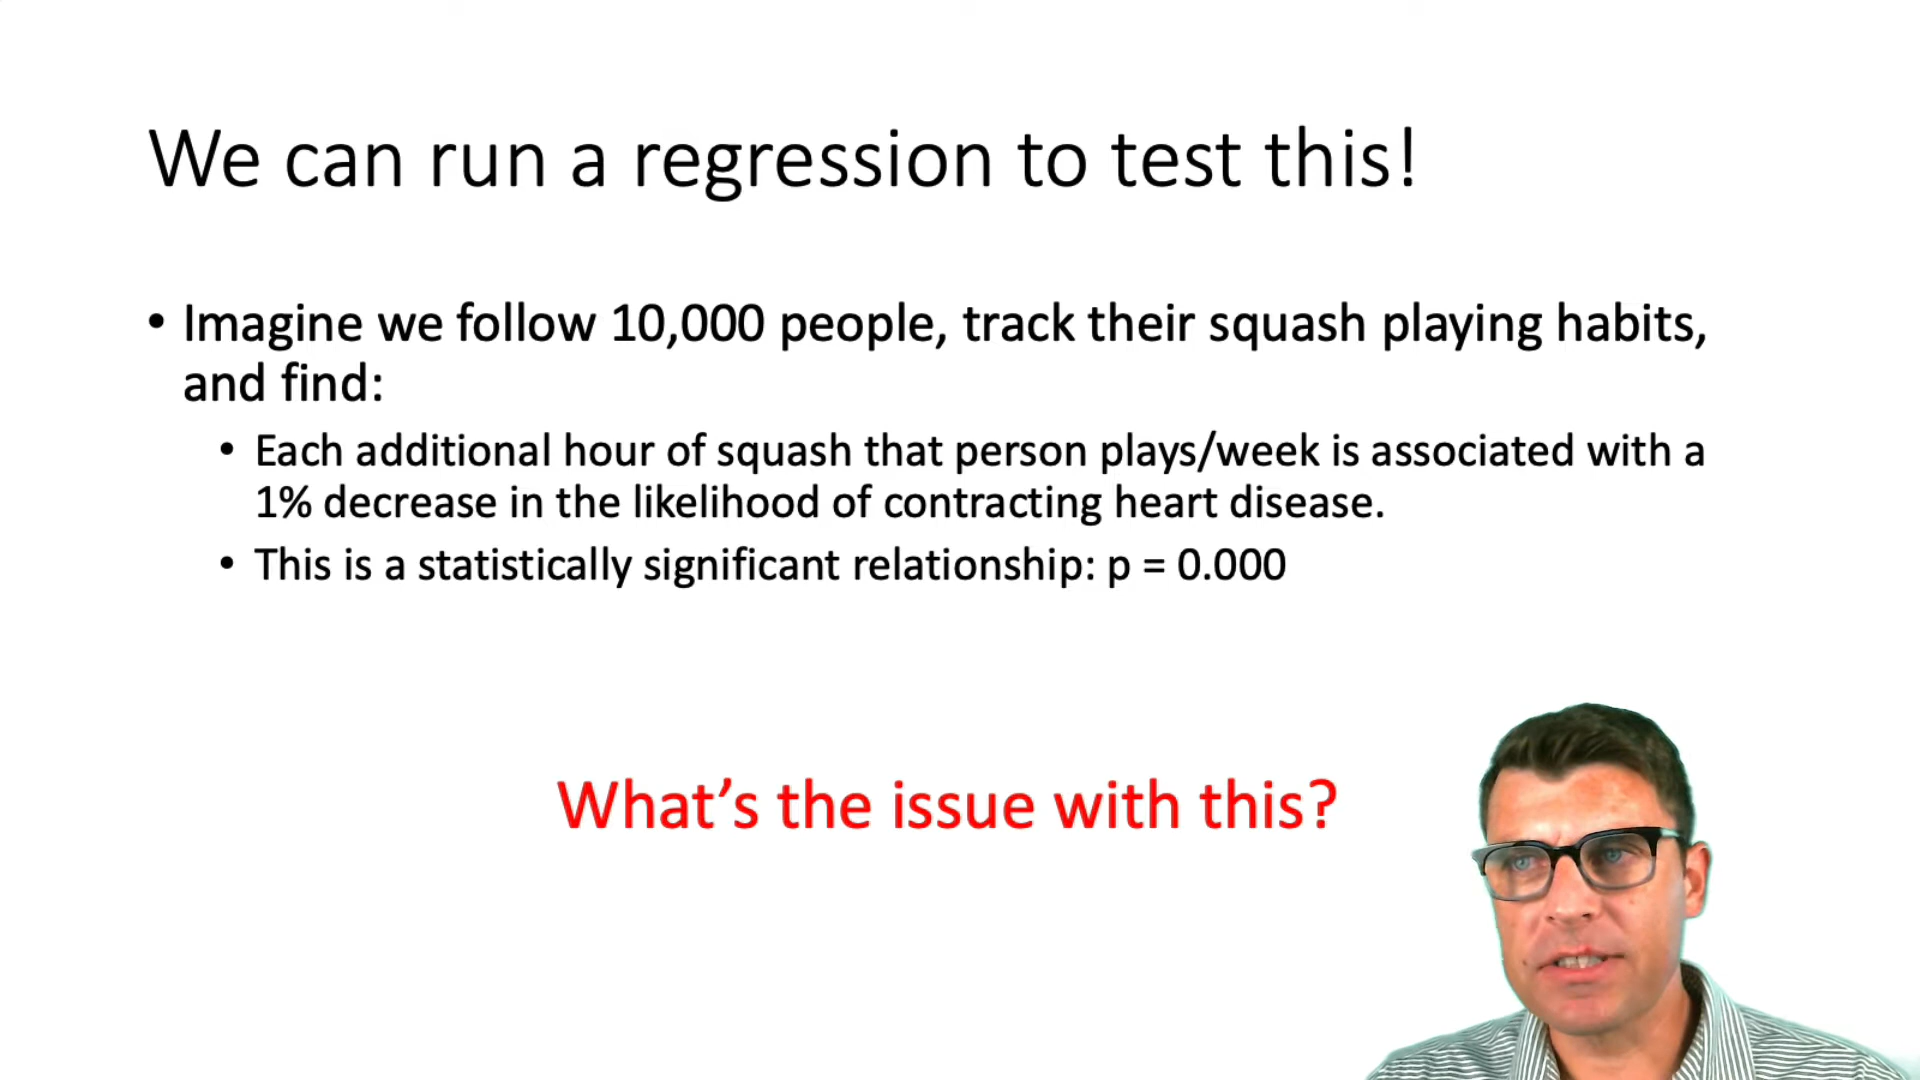 We can run a regression to test this!
• Imagine we follow 10,000 people, track their squash playing habits,
and find:
• Each additional hour of squash that person plays/week is associated with a
1% decrease in the likelihood of contracting heart disease.
• This is a statistically significant relationship: p = 0.000
What’s the issue with this?